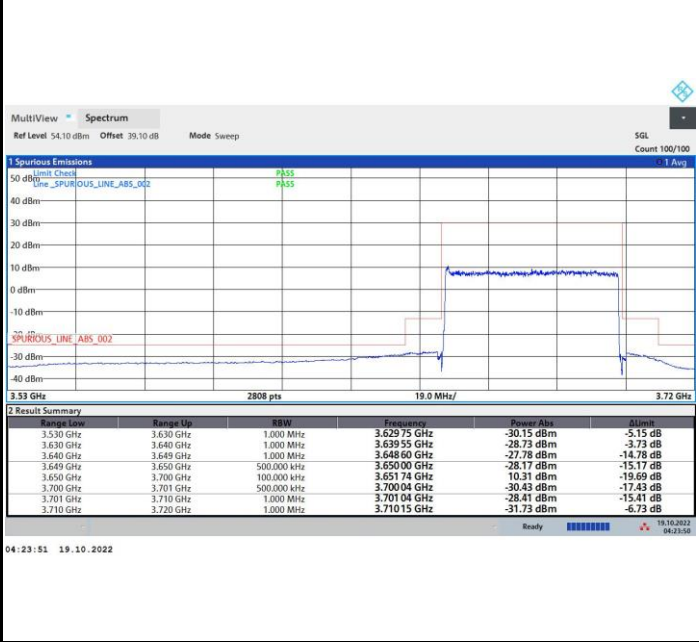 MultiView Spectrum
Ref Level 54.10 dBm Offset 39.10 dB Mode Sweep SGL
Count 100/100
1 Spurious Emissions 1 Avg
Limit Check PASS
50 dBm
Line _SPURIOUS_LINE_ABS_002 PASS
40 dBm
30 dBm
20 dBm
10 dBm
0 dBm
-10 dBm
-20 dBm
SPURIOUS_LINE_ABS_002
-30 dBm
-40 dBm
3.53 GHz 2808 pts 19.0 MHz/ 3.72 GHz
2 Result Summary
Range Low Range Up RBW Frequency Power Abs ΔLimit
3.530 GHz 3.630 GHz 1.000 MHz 3.629 75 GHz -30.15 dBm -5.15 dB
3.630 GHz 3.640 GHz 1.000 MHz 3.639 55 GHz -28.73 dBm -3.73 dB
3.640 GHz 3.649 GHz 1.000 MHz 3.648 60 GHz -27.78 dBm -14.78 dB
3.649 GHz 3.650 GHz 500.000 kHz 3.650 00 GHz -28.17 dBm -15.17 dB
3.650 GHz 3.700 GHz 100.000 kHz 3.651 74 GHz 10.31 dBm -19.69 dB
3.700 GHz 3.701 GHz 500.000 kHz 3.700 04 GHz -30.43 dBm -17.43 dB
3.701 GHz 3.710 GHz 1.000 MHz 3.701 04 GHz -28.41 dBm -15.41 dB
3.710 GHz 3.720 GHz 1.000 MHz 3.710 15 GHz -31.73 dBm -6.73 dB
Ready 19.10.2022
04:23:50
04:23:51 19.10.2022